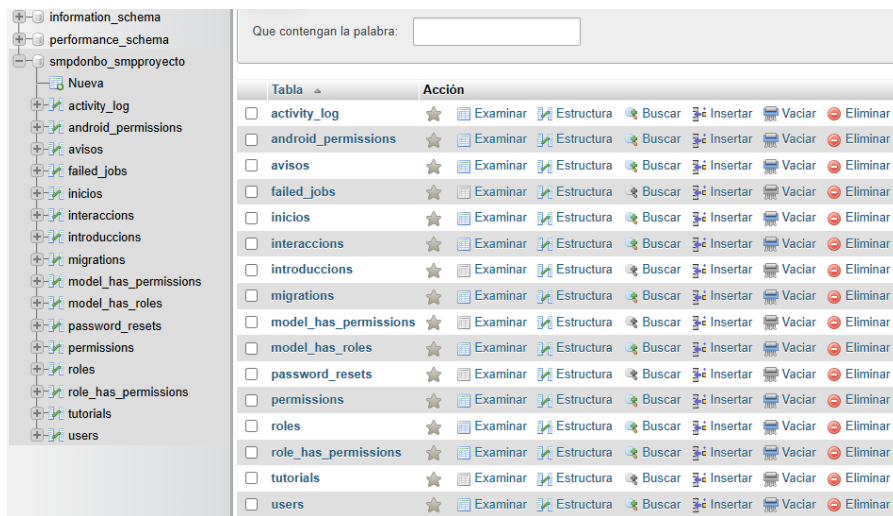 information_schema
performance_schema
smpdonbo_smpproyecto
Nueva
activity_log
android_permissions
avisos
failed_jobs
inicios
interaccions
introduccions
migrations
model_has_permissions
model_has_roles
password_resets
permissions
roles
role_has_permissions
tutorials
users
Que contengan la palabra:
Tabla Acción
activity_log Examinar Estructura Buscar Insertar Vaciar Eliminar
android_permissions Examinar Estructura Buscar Insertar Vaciar Eliminar
avisos Examinar Estructura Buscar Insertar Vaciar Eliminar
failed_jobs Examinar Estructura Buscar Insertar Vaciar Eliminar
inicios Examinar Estructura Buscar Insertar Vaciar Eliminar
interaccions Examinar Estructura Buscar Insertar Vaciar Eliminar
introduccions Examinar Estructura Buscar Insertar Vaciar Eliminar
migrations Examinar Estructura Buscar Insertar Vaciar Eliminar
model_has_permissions Examinar Estructura Buscar Insertar Vaciar Eliminar
model_has_roles Examinar Estructura Buscar Insertar Vaciar Eliminar
password_resets Examinar Estructura Buscar Insertar Vaciar Eliminar
permissions Examinar Estructura Buscar Insertar Vaciar Eliminar
roles Examinar Estructura Buscar Insertar Vaciar Eliminar
role_has_permissions Examinar Estructura Buscar Insertar Vaciar Eliminar
tutorials Examinar Estructura Buscar Insertar Vaciar Eliminar
users Examinar Estructura Buscar Insertar Vaciar Eliminar